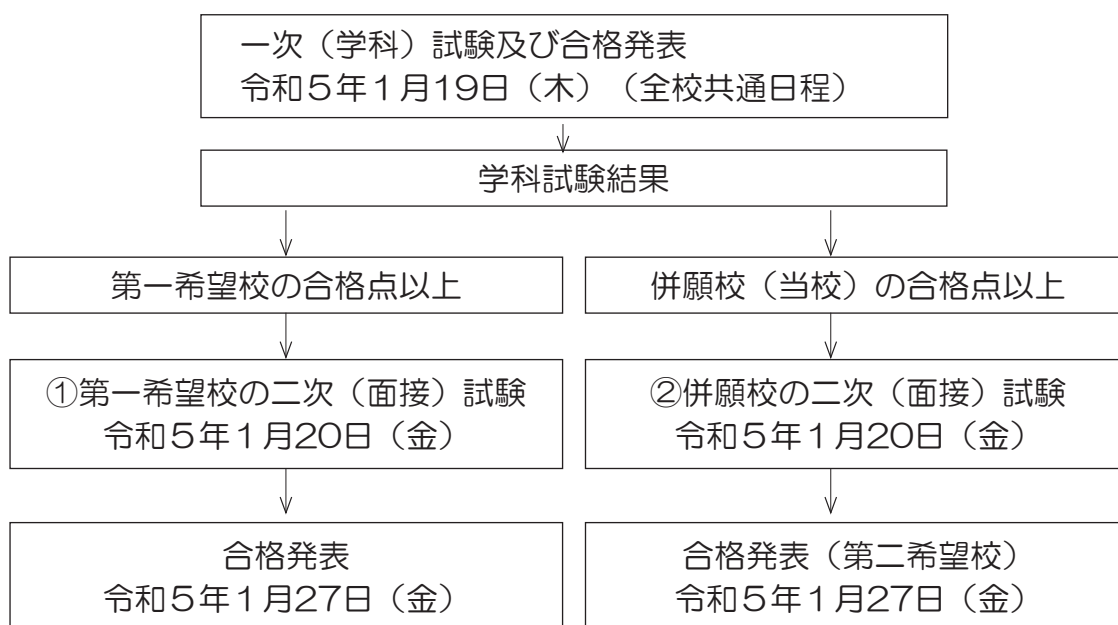 一次（学科）試験及び合格発表
令和５年１月19日（木）（全校共通日程）
学科試験結果
第一希望校の合格点以上
併願校（当校）の合格点以上
①第一希望校の二次（面接）試験
令和５年１月20日（金）
②併願校の二次（面接）試験
令和５年１月20日（金）
合格発表
令和５年１月27日（金）
合格発表（第二希望校）
令和５年１月27日（金）